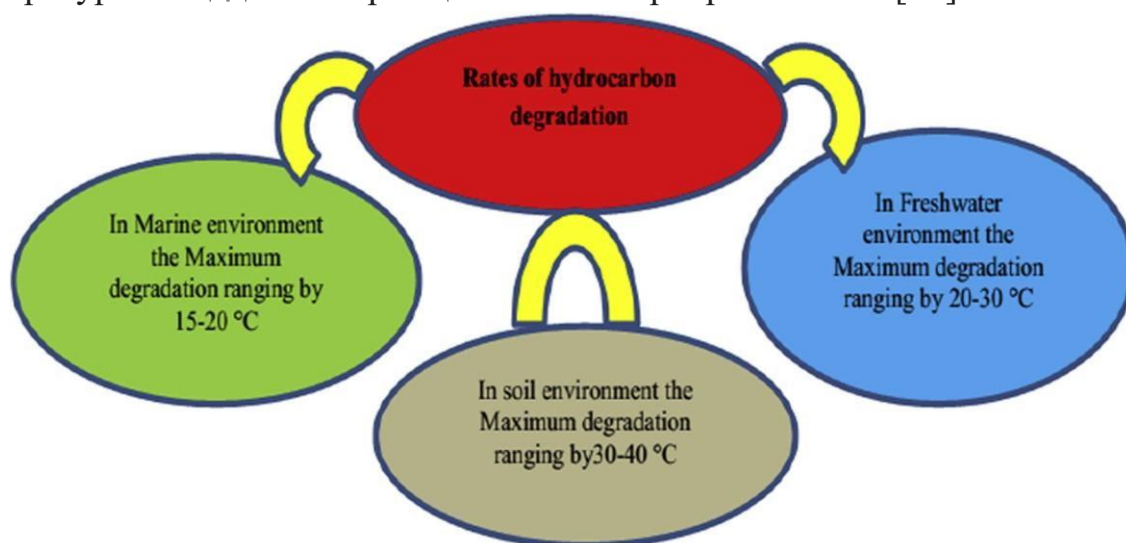 Rates of hydrocarbon
degradation
In Marine environment
the Maximum
degradation ranging by
15-20 °C
In Freshwater
environment the
Maximum degradation
ranging by 20-30 °C
In soil environment the
Maximum degradation
ranging by30-40 °C